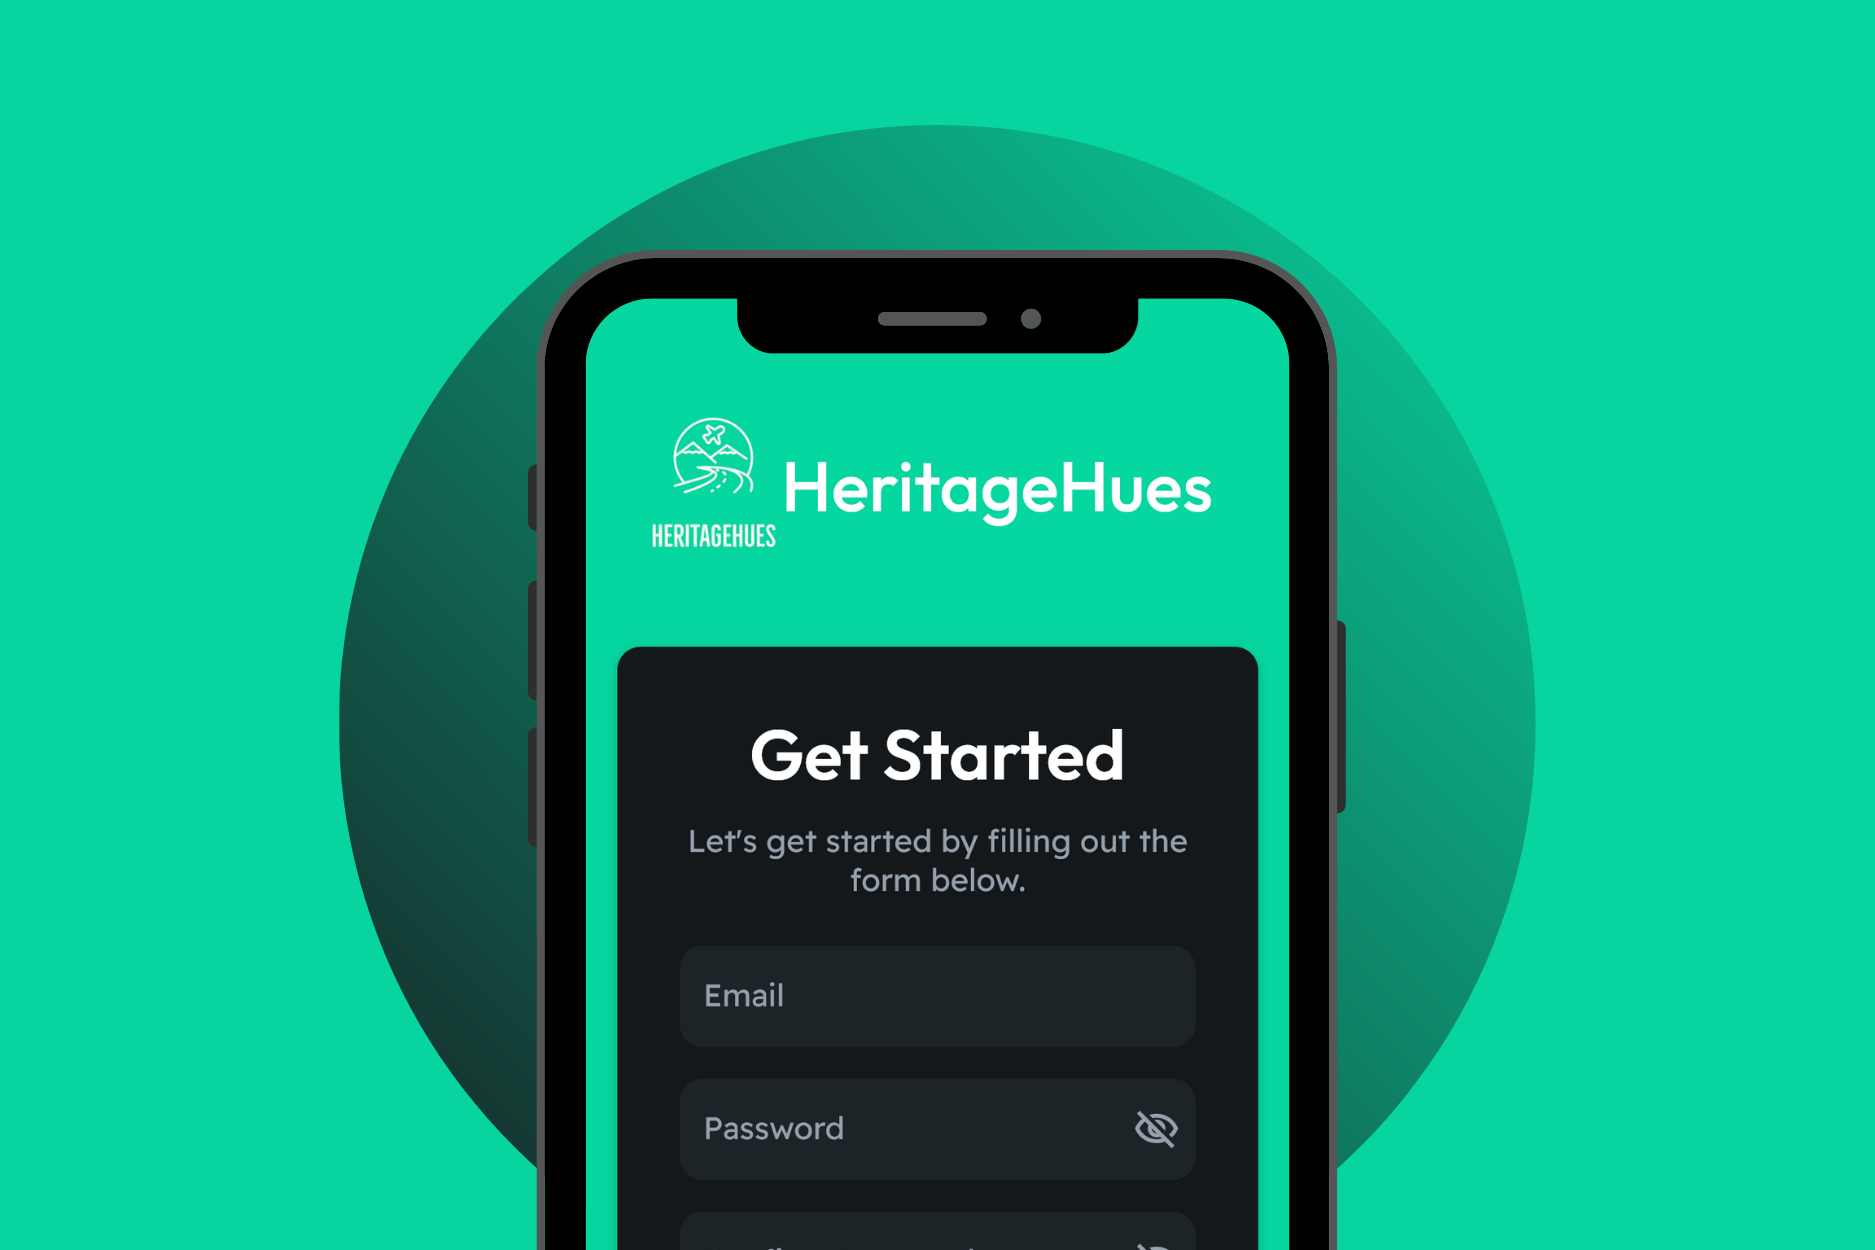 HeritageHues
HERITAGEHUES
Get Started
Let's get started by filling out the
form below.
Email
Password